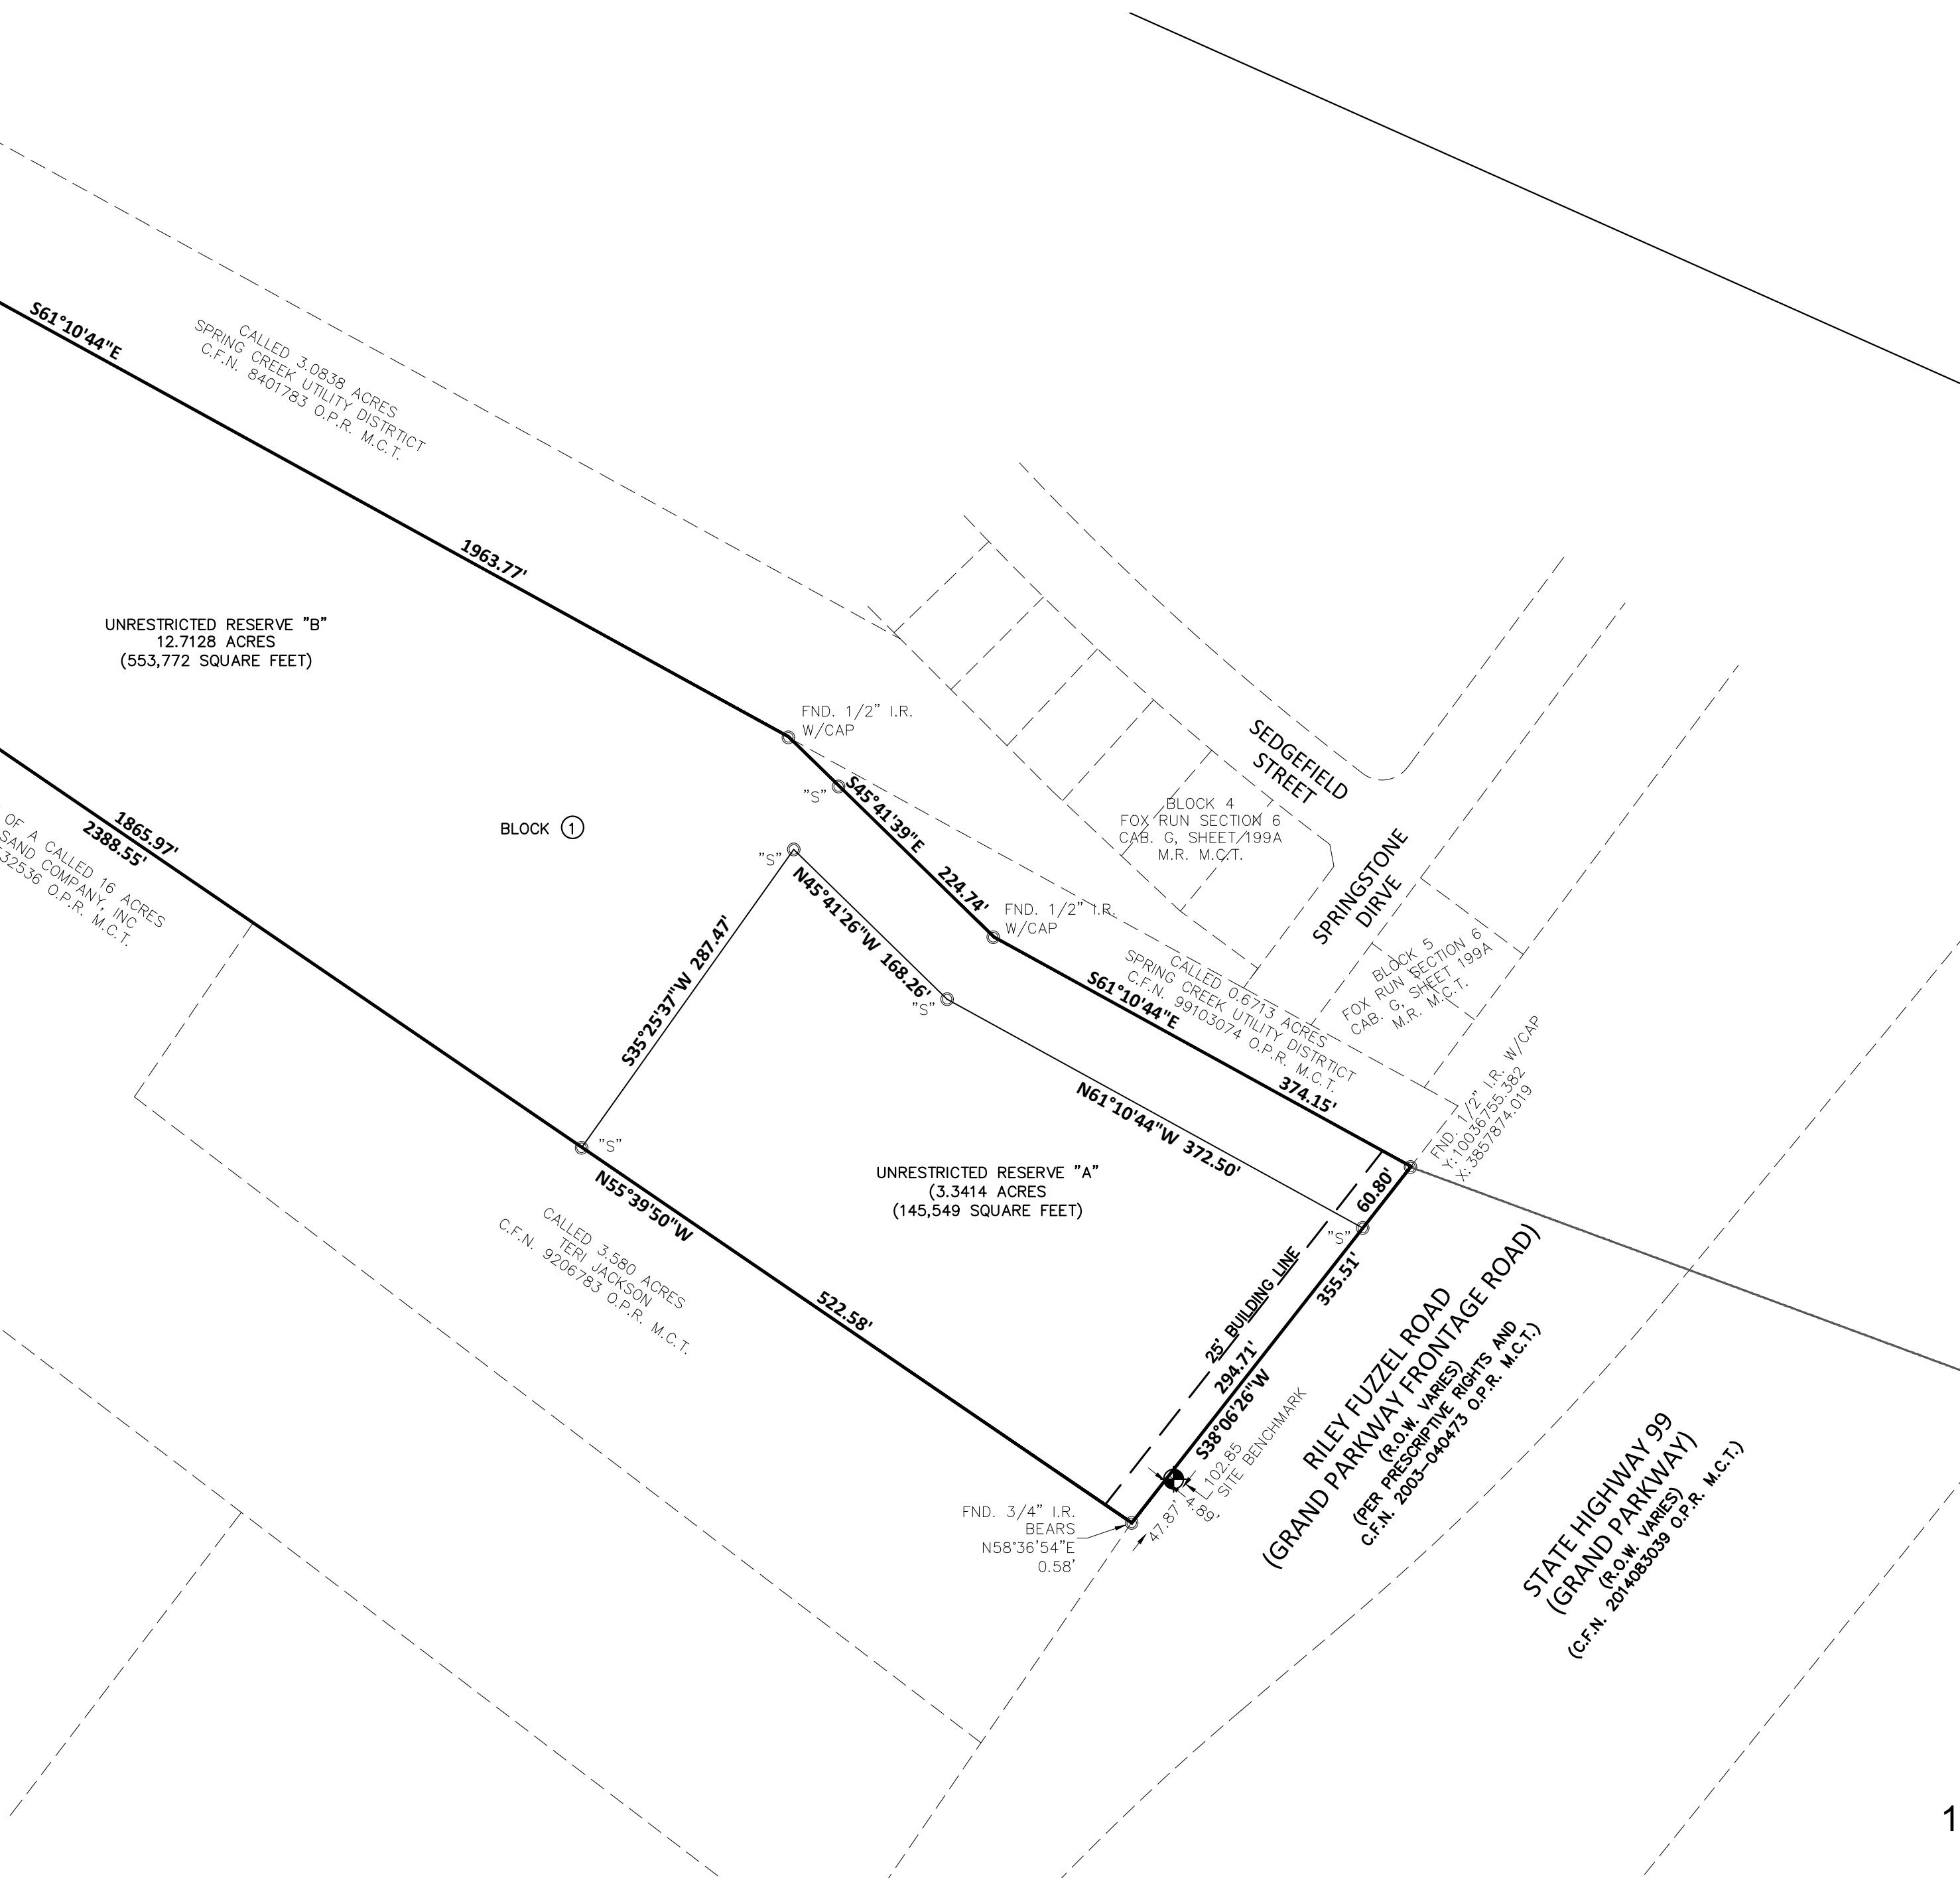 S61°10'44"E
CALLED 3.0838 ACRES
SPRING CREEK UTILITY DISTRTICT
C.F.N. 8401783 O.P.R. M.C.T.
1963.77'
UNRESTRICTED RESERVE "B"
12.7128 ACRES
(553,772 SQUARE FEET)
FND. 1/2" I.R.
W/CAP
"S"
S45°41'39"E
224.74'
SEDGEFIELD
STREET
BLOCK 4
FOX RUN SECTION 6
CAB. G, SHEET 199A
M.R. M.C.T.
SPRINGSTONE
DIRVE
1865.97'
2388.55'
OF A CALLED 16 ACRES
SAND COMPANY, INC
532536 O.P.R. M.C.T.
BLOCK 1
"S"
N45°41'26"W 168.26'
"S"
S35°25'37"W 287.47'
FND. 1/2" I.R.
W/CAP
BLOCK 5
FOX RUN SECTION 6
CAB. G, SHEET 199A
M.R. M.C.T.
S61°10'44"E
CALLED 0.6713 ACRES
SPRING CREEK UTILITY DISTRTICT
C.F.N. 99103074 O.P.R. M.C.T.
374.15'
N61°10'44"W 372.50'
FND. 1/2" I.R. W/CAP
Y:10036755.382
X:3857874.019
"S"
N55°39'50"W
UNRESTRICTED RESERVE "A"
(3.3414 ACRES
(145,549 SQUARE FEET)
60.80'
"S"
355.51'
CALLED 3.580 ACRES
TERI JACKSON
C.F.N. 9206783 O.P.R. M.C.T.
522.58'
25' BUILDING LINE
294.71'
S38°06'26"W
102.85
SITE BENCHMARK
4.89'
47.87'
FND. 3/4" I.R.
BEARS
N58°36'54"E
0.58'
RILEY FUZZEL ROAD
(GRAND PARKWAY FRONTAGE ROAD)
(R.O.W. VARIES)
(PER PRESCRIPTIVE RIGHTS AND
C.F.N. 2003-040473 O.P.R. M.C.T.)
STATE HIGHWAY 99
(GRAND PARKWAY)
(R.O.W. VARIES)
(C.F.N. 2014083039 O.P.R. M.C.T.)
1